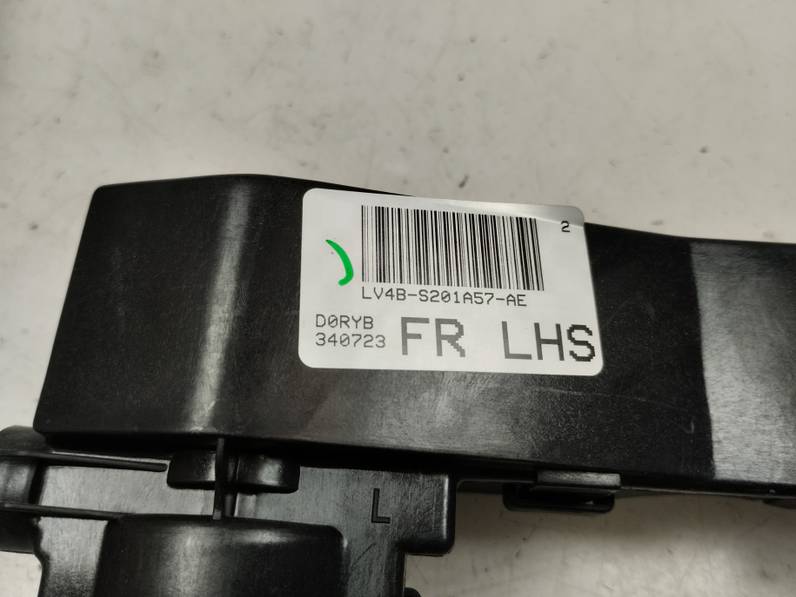 2
LV4B-S201A57-AE
D0RYB
340723
FR LHS
L